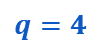 q = 4